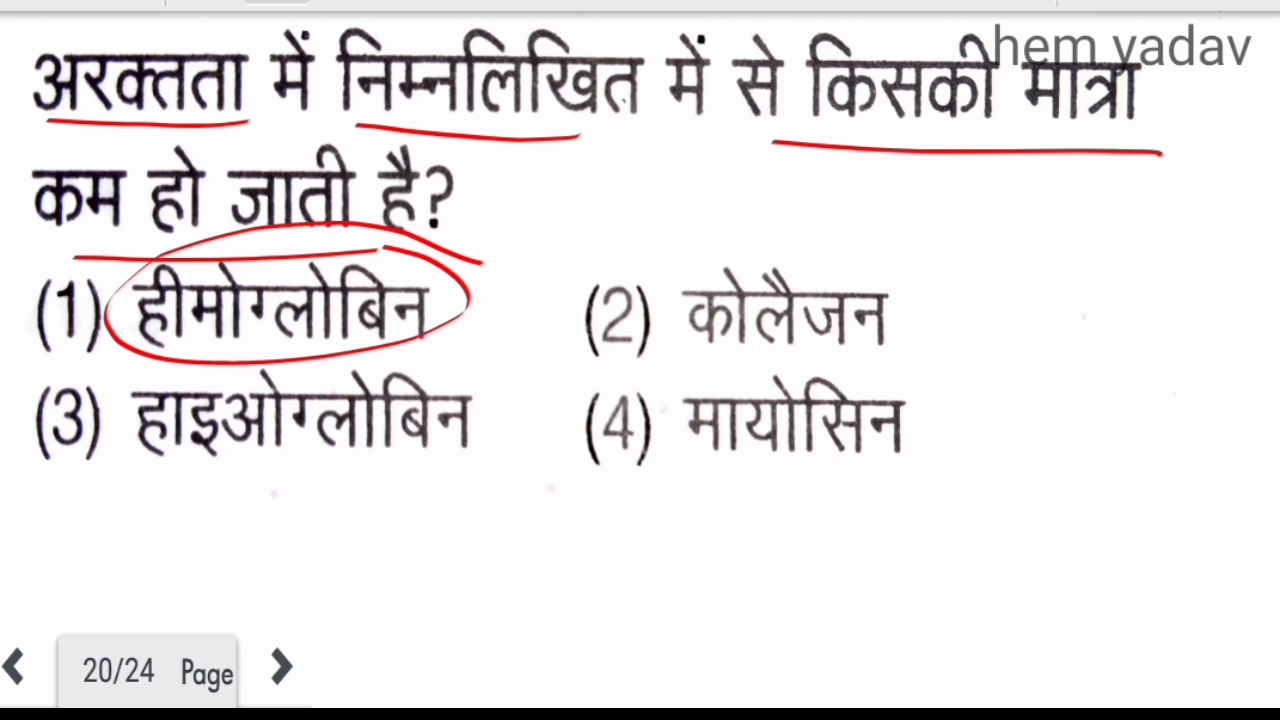 hem yadav
अरक्तता में निम्नलिखित में से किसकी मात्रा
कम हो जाती है?
(1) हीमोग्लोबिन (2) कोलैजन
(3) हाइओग्लोबिन (4) मायोसिन
20/24 Page